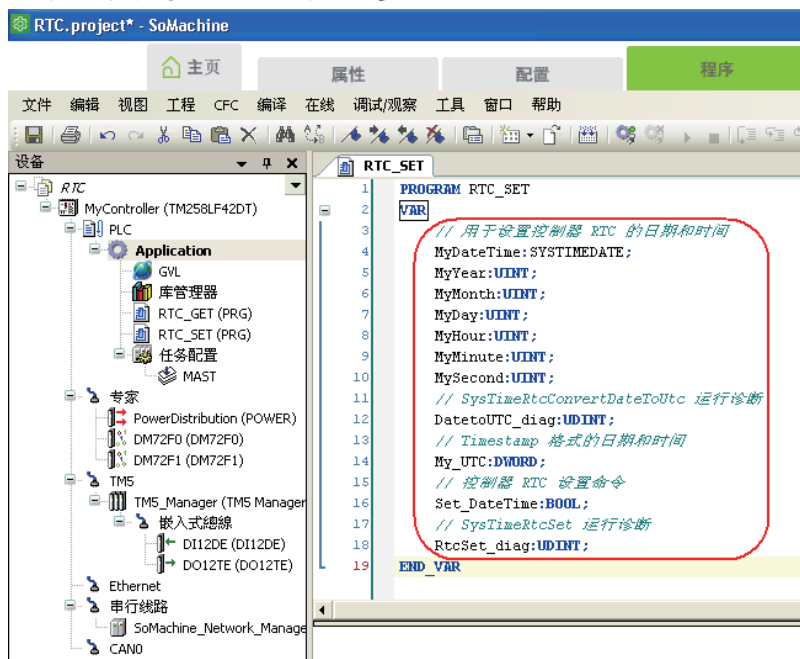 RTC.project* - SoMachine
主页 属性 配置 程序
文件 编辑 视图 工程 CFC 编译 在线 调试/观察 工具 窗口 帮助
设备
RTC
MyController (TM258LF42DT)
PLC
Application
GVL
库管理器
RTC_GET (PRG)
RTC_SET (PRG)
任务配置
MAST
专家
PowerDistribution (POWER)
DM72F0 (DM72F0)
DM72F1 (DM72F1)
TM5
TM5_Manager (TM5 Manager
嵌入式總線
DI12DE (DI12DE)
DO12TE (DO12TE)
Ethernet
串行线路
SoMachine_Network_Manage
CAN0
RTC_SET
1 PROGRAM RTC_SET
2 VAR
3 // 用于设置控制器 RTC 的日期和时间
4 MyDateTime:SYSTIMEDATE;
5 MyYear:UINT;
6 MyMonth:UINT;
7 MyDay:UINT;
8 MyHour:UINT;
9 MyMinute:UINT;
10 MySecond:UINT;
11 // SysTimeRtcConvertDateToUtc 运行诊断
12 DatetoUTC_diag:UDINT;
13 // Timestamp 格式的日期和时间
14 My_UTC:DWORD;
15 // 控制器 RTC 设置命令
16 Set_DateTime:BOOL;
17 // SysTimeRtcSet 运行诊断
18 RtcSet_diag:UDINT;
19 END_VAR